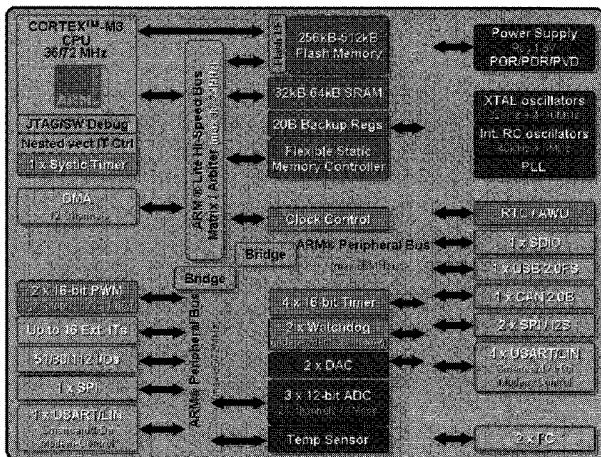 CORTEX™-M3
CPU
36/72 MHz
JTAG/SW Debug
Nested vect IT Ctrl
1 x Systic Timer
DMA
ARM ® Lite Hi-Speed Bus
Matrix / Arbiter
Flash I/F
256kB-512kB
Flash Memory
32kB-64kB SRAM
20B Backup Regs
Flexible Static
Memory Controller
Clock Control
Power Supply
POR/PDR/PVD
XTAL oscillators
Int. RC oscillators
PLL
Bridge
ARM® Peripheral Bus
Bridge
ARM® Peripheral Bus
RTC / AWU
1 x SDIO
1 x USB 2.0FS
1 x CAN 2.0B
2 x SPI / I2S
4 x USART/LIN
Modem Control
2 x 16-bit PWM
Up to 16 Ext. ITs
51/80/112 I/Os
1 x SPI
1 x USART/LIN
Modem Control
4 x 16-bit Timer
2 x Watchdog
2 x DAC
3 x 12-bit ADC
Temp Sensor
2 x I²C